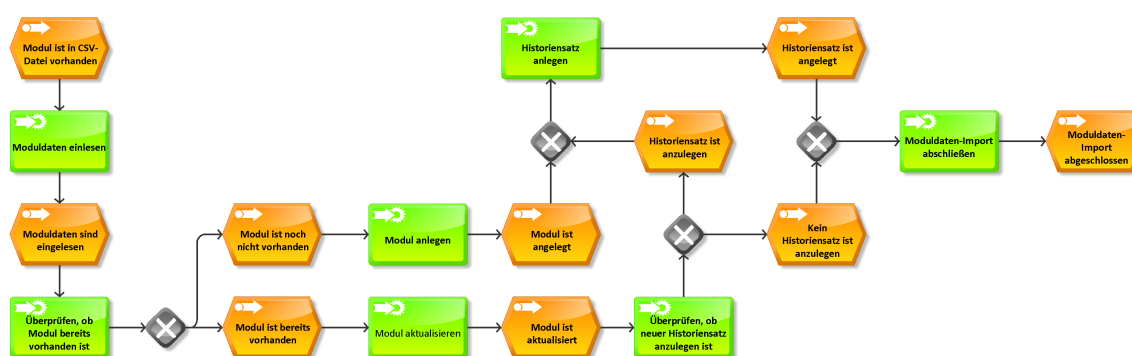 Modul ist in CSV-
Datei vorhanden
Moduldaten einlesen
Moduldaten sind
eingelesen
Überprüfen, ob
Modul bereits
vorhanden ist
Modul ist noch
nicht vorhanden
Modul anlegen
Modul ist
angelegt
Modul ist bereits
vorhanden
Modul aktualisieren
Modul ist
aktualisiert
Überprüfen, ob
neuer Historiensatz
anzulegen ist
Historiensatz ist
anzulegen
Historiensatz
anlegen
Historiensatz ist
angelegt
Kein
Historiensatz ist
anzulegen
Moduldaten-Import
abschließen
Moduldaten-
Import
abgeschlossen